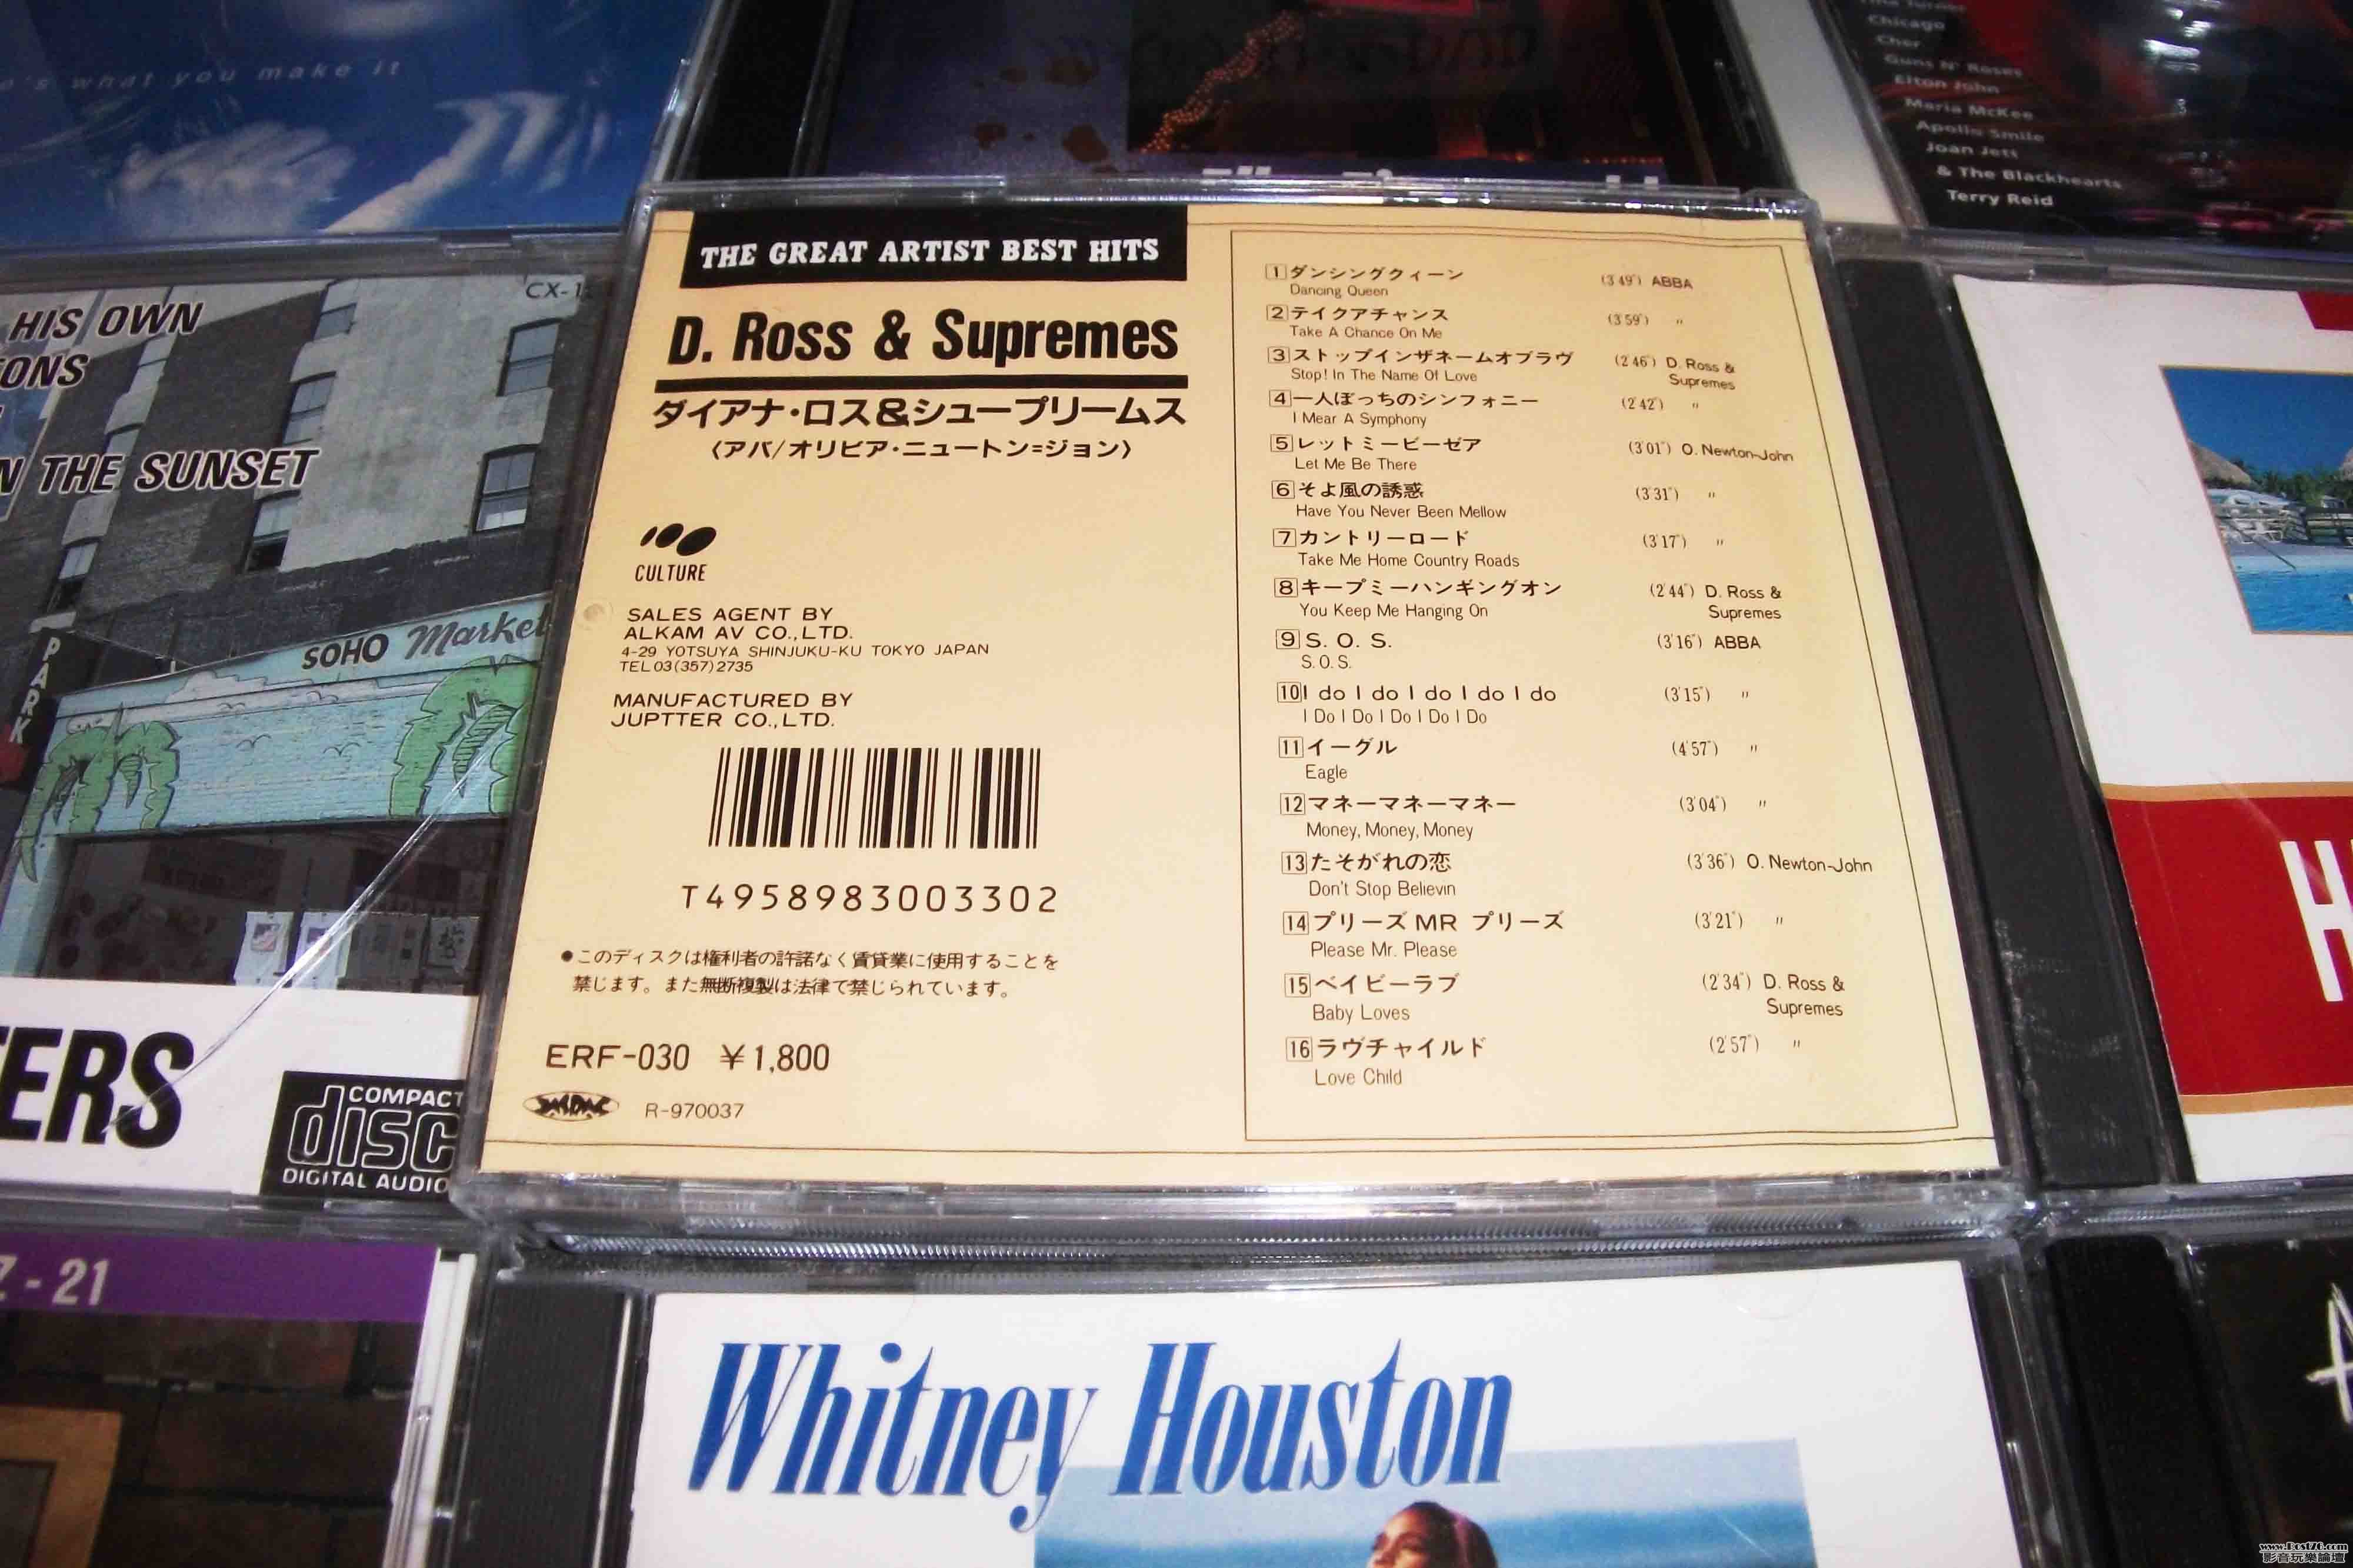 what you make it
Chicago
Cher
Guns N' Roses
Elton John
Maria McKee
Apollo Smile
Joan Jett
& The Blackhearts
Terry Reid
HIS OWN
THE SUNSET
CX-1
PARK
SOHO Market
ERS
COMPACT
disc
DIGITAL AUDIO
THE GREAT ARTIST BEST HITS
D. Ross & Supremes
ダイアナ・ロス&シュープリームス
〈アバ/オリビア・ニュートン=ジョン〉
CULTURE
SALES AGENT BY
ALKAM AV CO.,LTD.
4-29 YOTSUYA SHINJUKU-KU TOKYO JAPAN
TEL 03(357)2735
MANUFACTURED BY
JUPTTER CO.,LTD.
T4958983003302
●このディスクは権利者の許諾なく賃貸業に使用することを
禁じます。また無断複製は法律で禁じられています。
ERF-030 ¥1,800
R-970037
1 ダンシングクィーン (3'49") ABBA
Dancing Queen
2 テイクアチャンス (3'59") 〃
Take A Chance On Me
3 ストップインザネームオブラヴ (2'46") D. Ross &
Stop! In The Name Of Love Supremes
4 一人ぼっちのシンフォニー (2'42") 〃
I Mear A Symphony
5 レットミービーゼア (3'01") O. Newton-John
Let Me Be There
6 そよ風の誘惑 (3'31") 〃
Have You Never Been Mellow
7 カントリーロード (3'17") 〃
Take Me Home Country Roads
8 キープミーハンギングオン (2'44") D. Ross &
You Keep Me Hanging On Supremes
9 S. O. S. (3'16") ABBA
S. O. S.
10 I do I do I do I do I do (3'15") 〃
I Do I Do I Do I Do I Do
11 イーグル (4'57") 〃
Eagle
12 マネーマネーマネー (3'04") 〃
Money, Money, Money
13 たそがれの恋 (3'36") O. Newton-John
Don't Stop Believin
14 プリーズ MR プリーズ (3'21") 〃
Please Mr. Please
15 ベイビーラブ (2'34") D. Ross &
Baby Loves Supremes
16 ラヴチャイルド (2'57") 〃
Love Child
- 21
Whitney Houston
www.Post76.com
影音玩樂論壇